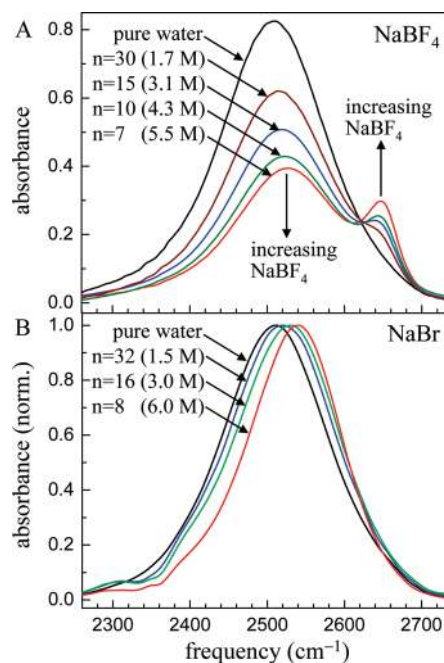 A
NaBF₄
pure water
n=30 (1.7 M)
n=15 (3.1 M)
n=10 (4.3 M)
n=7 (5.5 M)
increasing
NaBF₄
increasing
NaBF₄
absorbance
0.8
0.6
0.4
0.2
0.0
B
NaBr
pure water
n=32 (1.5 M)
n=16 (3.0 M)
n=8 (6.0 M)
absorbance (norm.)
1.0
0.8
0.6
0.4
0.2
0.0
2300 2400 2500 2600 2700
frequency (cm⁻¹)